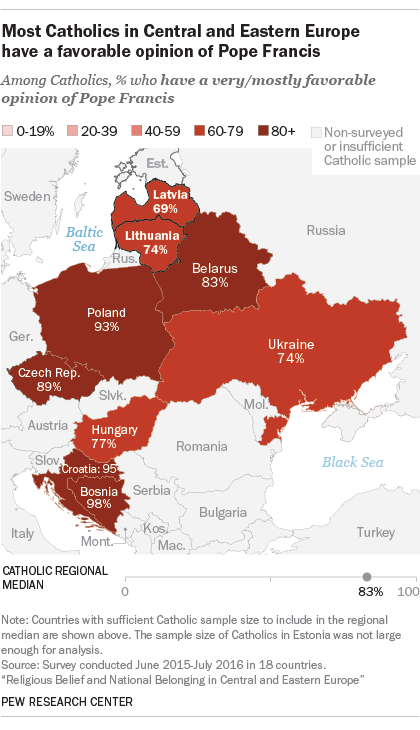 Most Catholics in Central and Eastern Europe
have a favorable opinion of Pope Francis
Among Catholics, % who have a very/mostly favorable
opinion of Pope Francis
0-19% 20-39 40-59 60-79 80+ Non-surveyed
or insufficient
Catholic sample
Est.
Sweden
Latvia
69%
Baltic
Sea
Russia
Lithuania
74%
Rus.
Belarus
83%
Poland
93%
Ger.
Ukraine
74%
Czech Rep.
89%
Slvk.
Mol.
Austria
Hungary
77%
Romania
Slov.
Croatia: 95
Black Sea
Bosnia
98%
Serbia
Bulgaria
Italy
Kos.
Turkey
Mont.
Mac.
CATHOLIC REGIONAL
MEDIAN
0 83% 100
Note: Countries with sufficient Catholic sample size to include in the regional
median are shown above. The sample size of Catholics in Estonia was not large
enough for analysis.
Source: Survey conducted June 2015-July 2016 in 18 countries.
“Religious Belief and National Belonging in Central and Eastern Europe”
PEW RESEARCH CENTER